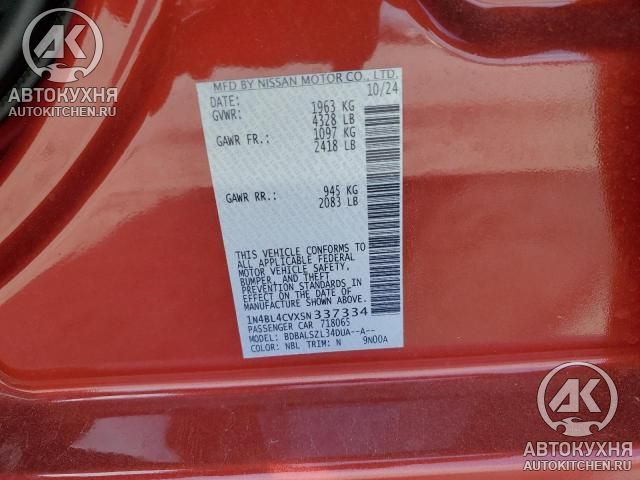 AK
АВТОКУХНЯ
AUTOKITCHEN.RU
MFD BY NISSAN MOTOR CO., LTD.
DATE: 10/24
GVWR: 1963 KG
4328 LB
GAWR FR.: 1097 KG
2418 LB
GAWR RR.: 945 KG
2083 LB
THIS VEHICLE CONFORMS TO
ALL APPLICABLE FEDERAL
MOTOR VEHICLE SAFETY,
BUMPER, AND THEFT
PREVENTION STANDARDS IN
EFFECT ON THE DATE OF
MANUFACTURE SHOWN ABOVE.
1N4BL4CVXSN337334
PASSENGER CAR 718065
MODEL: BDBALSZL34DUA--A--
COLOR: NBL TRIM: N 9N00A
AK
АВТОКУХНЯ
AUTOKITCHEN.RU